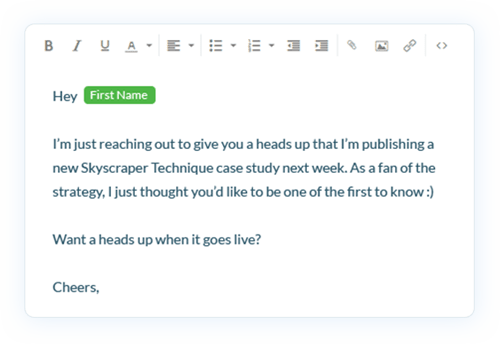 B I U A
Hey First Name
I’m just reaching out to give you a heads up that I’m publishing a
new Skyscraper Technique case study next week. As a fan of the
strategy, I just thought you’d like to be one of the first to know :)
Want a heads up when it goes live?
Cheers,